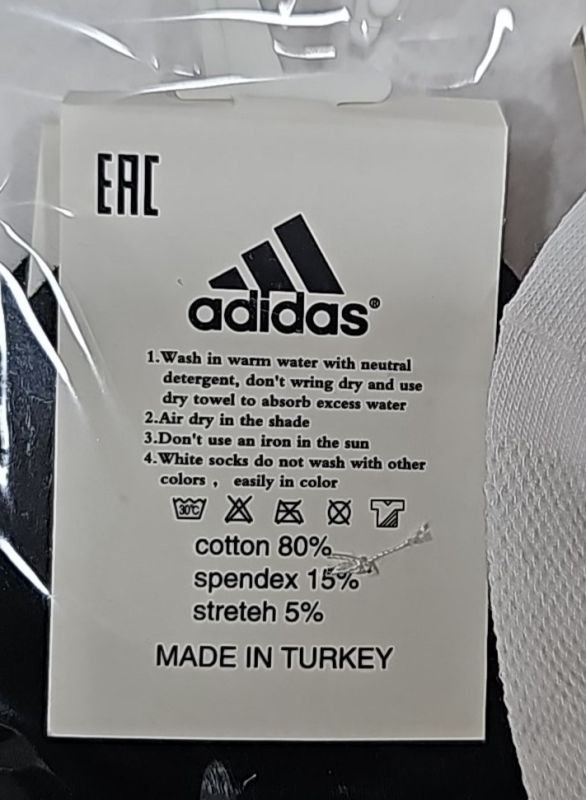 EAC
adidas®
1.Wash in warm water with neutral
detergent, don't wring dry and use
dry towel to absorb excess water
2.Air dry in the shade
3.Don't use an iron in the sun
4.White socks do not wash with other
colors , easily in color
30°C
cotton 80%
spendex 15%
streteh 5%
MADE IN TURKEY